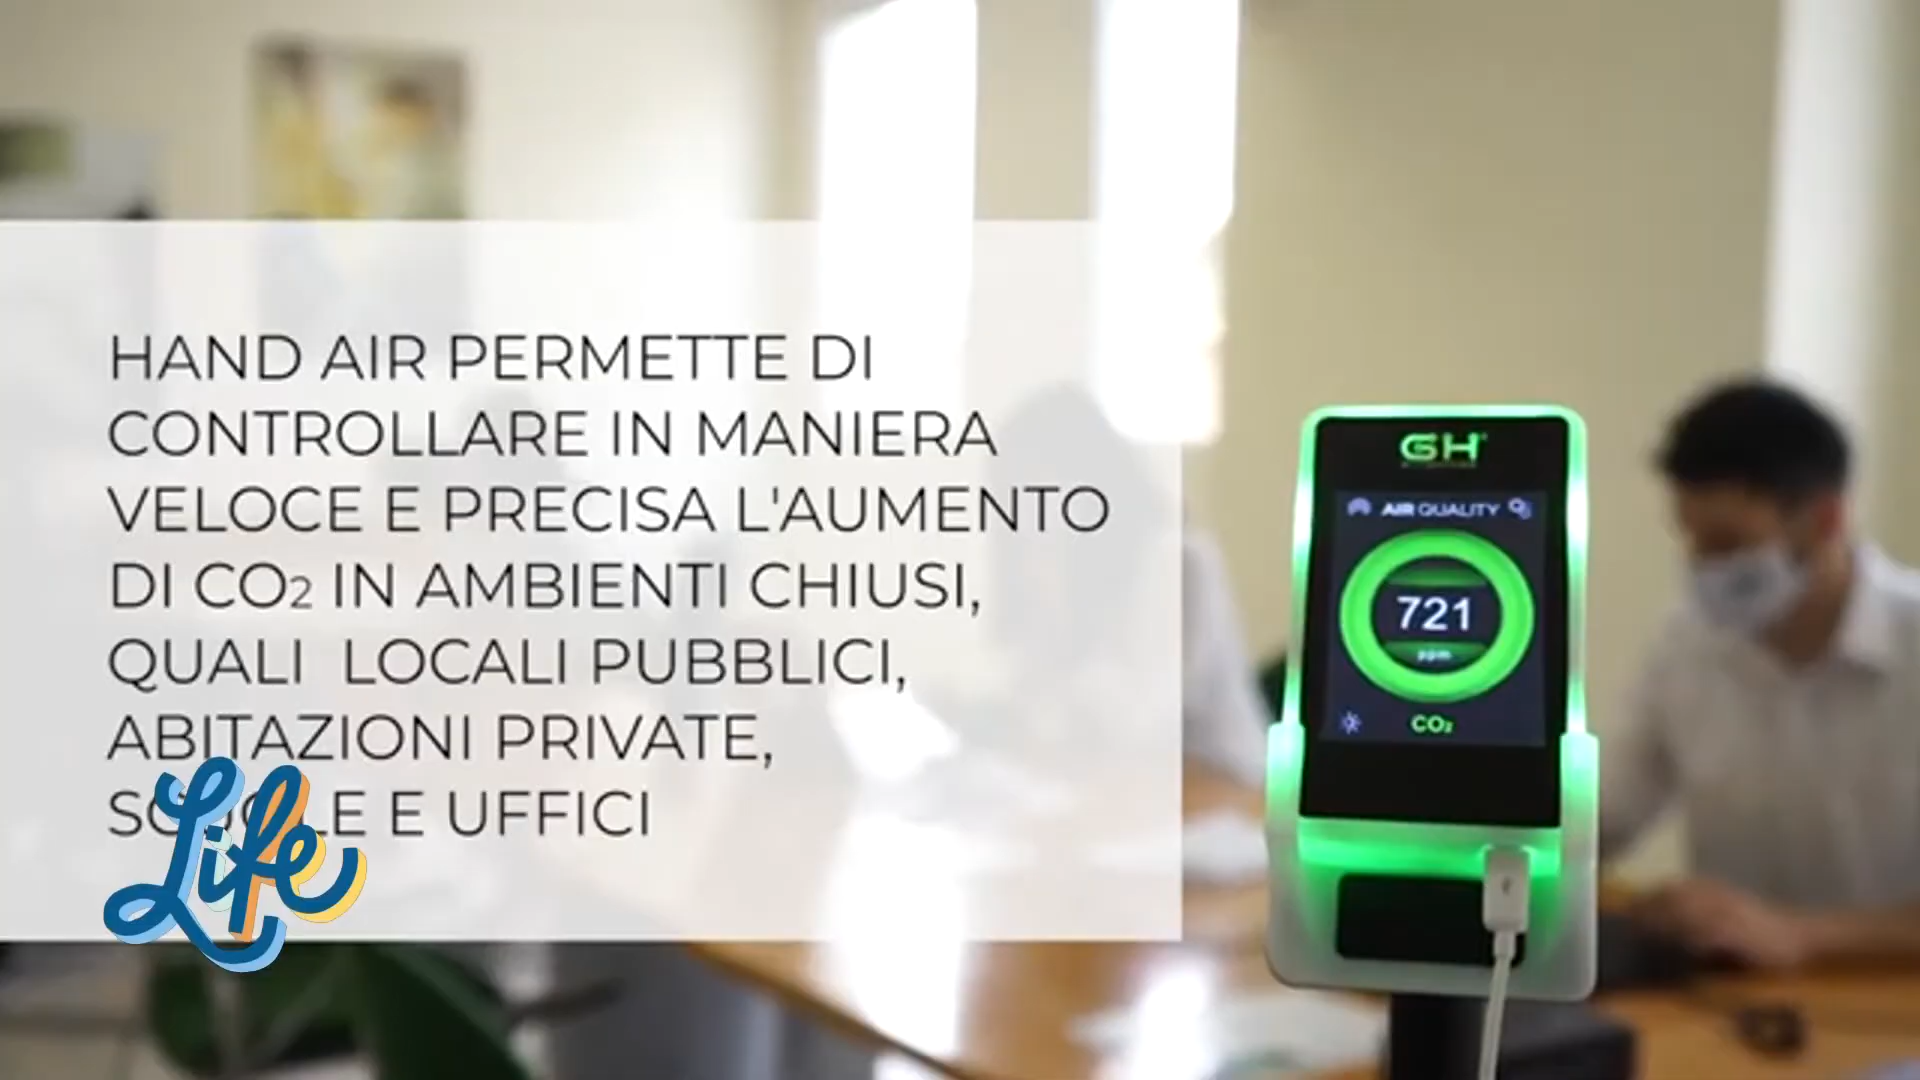 HAND AIR PERMETTE DI
CONTROLLARE IN MANIERA
VELOCE E PRECISA L'AUMENTO
DI CO₂ IN AMBIENTI CHIUSI,
QUALI LOCALI PUBBLICI,
ABITAZIONI PRIVATE,
SCUOLE E UFFICI
Life
GH
AIR QUALITY
721
ppm
CO₂